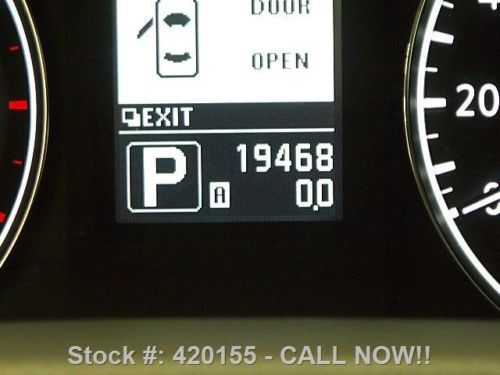 DOOR
OPEN
EXIT
P
19468
A
0.0
20
Stock #: 420155 - CALL NOW!!